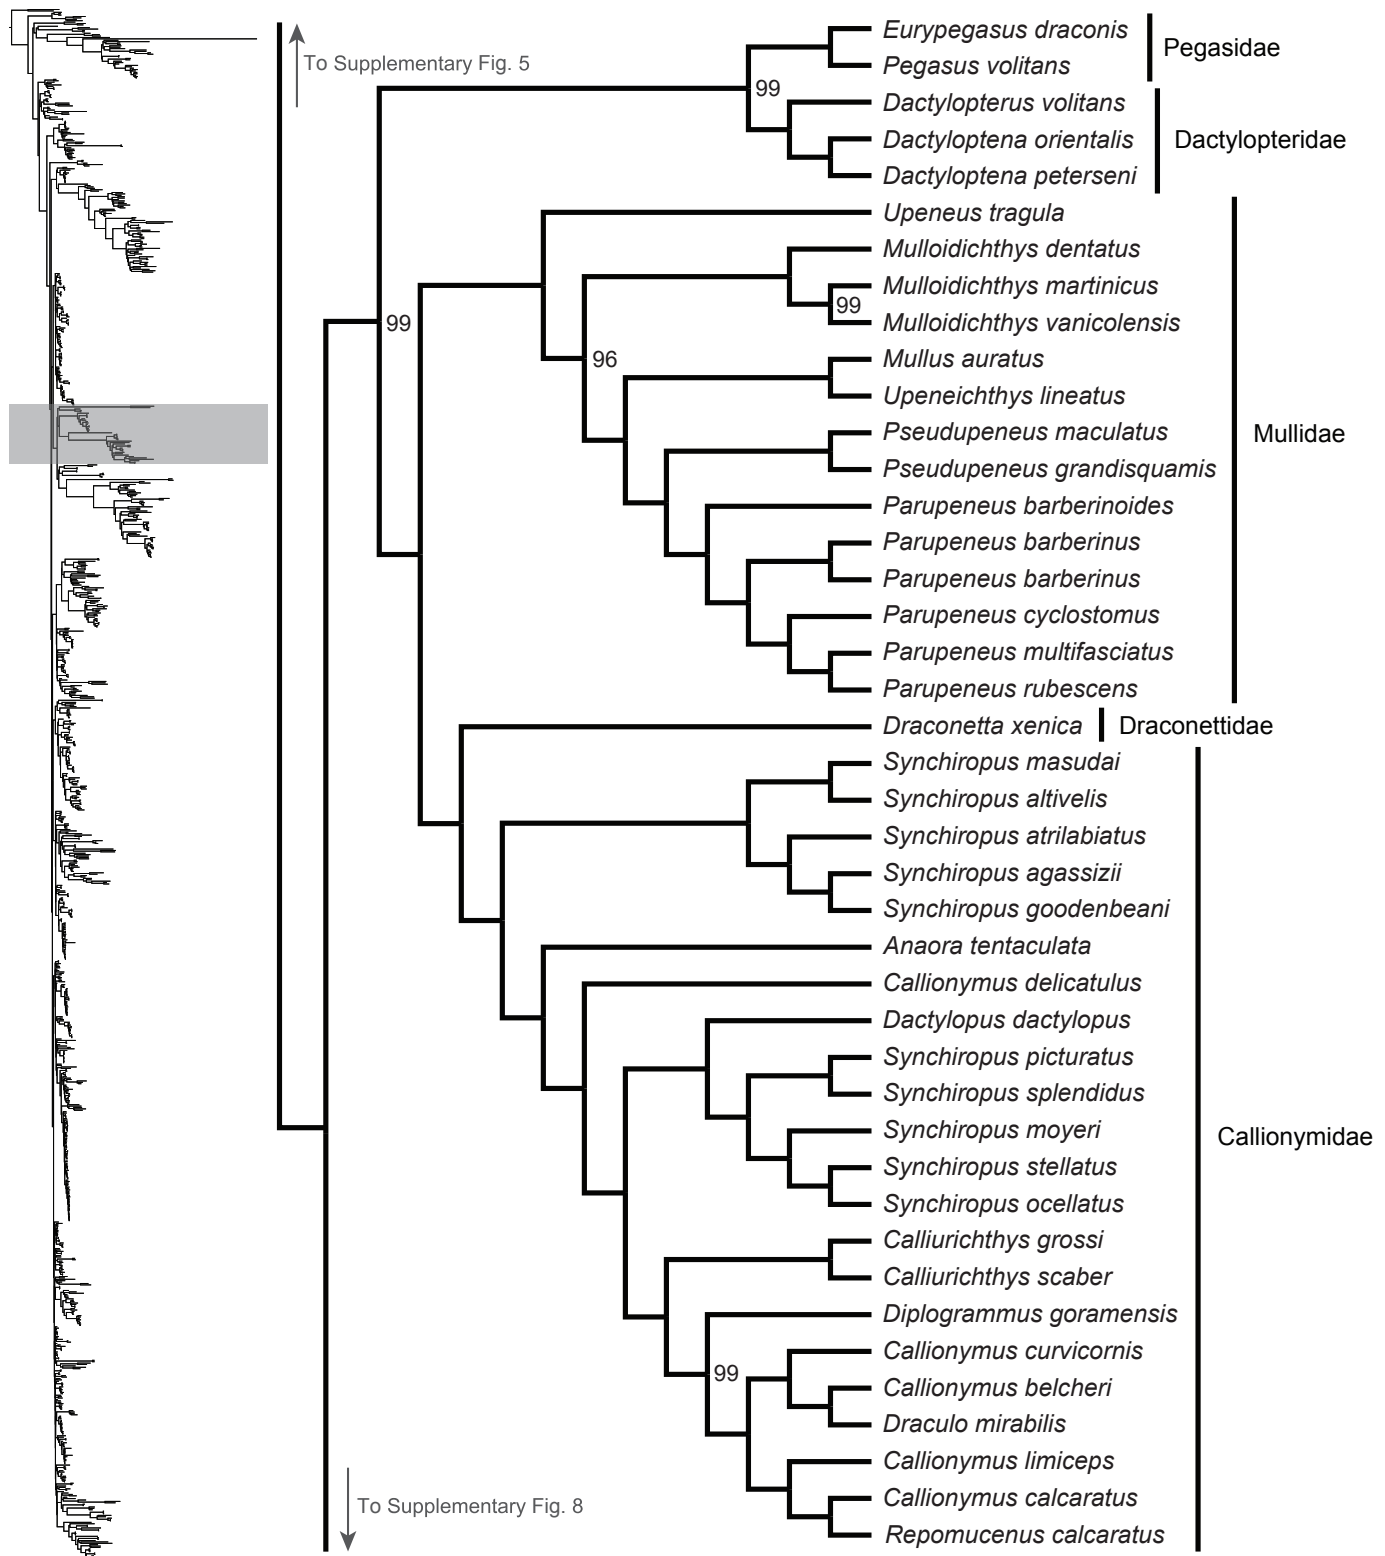 To Supplementary Fig. 5
Eurypegasus draconis
Pegasus volitans
Pegasidae
99
Dactylopterus volitans
Dactyloptena orientalis
Dactyloptena peterseni
Dactylopteridae
Upeneus tragula
Mulloidichthys dentatus
Mulloidichthys martinicus
99
Mulloidichthys vanicolensis
99
96
Mullus auratus
Upeneichthys lineatus
Pseudupeneus maculatus
Mullidae
Pseudupeneus grandisquamis
Parupeneus barberinoides
Parupeneus barberinus
Parupeneus barberinus
Parupeneus cyclostomus
Parupeneus multifasciatus
Parupeneus rubescens
Draconetta xenica
Draconettidae
Synchiropus masudai
Synchiropus altivelis
Synchiropus atrilabiatus
Synchiropus agassizii
Synchiropus goodenbeani
Anaora tentaculata
Callionymus delicatulus
Dactylopus dactylopus
Synchiropus picturatus
Synchiropus splendidus
Synchiropus moyeri
Callionymidae
Synchiropus stellatus
Synchiropus ocellatus
Calliurichthys grossi
Calliurichthys scaber
Diplogrammus goramensis
Callionymus curvicornis
99
Callionymus belcheri
Draculo mirabilis
Callionymus limiceps
Callionymus calcaratus
To Supplementary Fig. 8
Repomucenus calcaratus